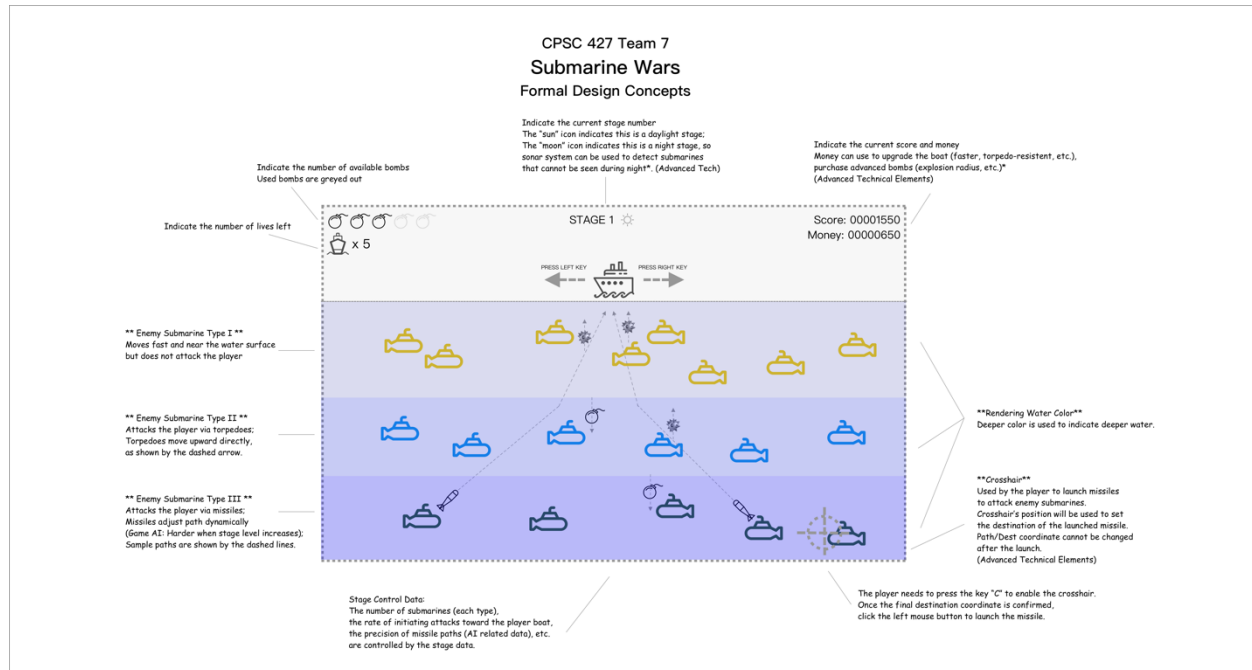 CPSC 427 Team 7
Submarine Wars
Formal Design Concepts
Indicate the current stage number
The "sun" icon indicates this is a daylight stage;
The "moon" icon indicates this is a night stage, so
sonar system can be used to detect submarines
that cannot be seen during night*. (Advanced Tech)
Indicate the current score and money
Money can use to upgrade the boat (faster, torpedo-resistent, etc.),
purchase advanced bombs (explosion radius, etc.)*
(Advanced Technical Elements)
Indicate the number of available bombs
Used bombs are greyed out
Indicate the number of lives left
STAGE 1
Score: 00001550
Money: 00000650
x 5
PRESS LEFT KEY
PRESS RIGHT KEY
** Enemy Submarine Type I **
Moves fast and near the water surface
but does not attack the player
** Enemy Submarine Type II **
Attacks the player via torpedoes;
Torpedoes move upward directly,
as shown by the dashed arrow.
** Enemy Submarine Type III **
Attacks the player via missiles;
Missiles adjust path dynamically
(Game AI: Harder when stage level increases);
Sample paths are shown by the dashed lines.
**Rendering Water Color**
Deeper color is used to indicate deeper water.
**Crosshair**
Used by the player to launch missiles
to attack enemy submarines.
Crosshair's position will be used to set
the destination of the launched missile.
Path/Dest coordinate cannot be changed
after the launch.
(Advanced Technical Elements)
Stage Control Data:
The number of submarines (each type),
the rate of initiating attacks toward the player boat,
the precision of missile paths (AI related data), etc.
are controlled by the stage data.
The player needs to press the key "C" to enable the crosshair.
Once the final destination coordinate is confirmed,
click the left mouse button to launch the missile.